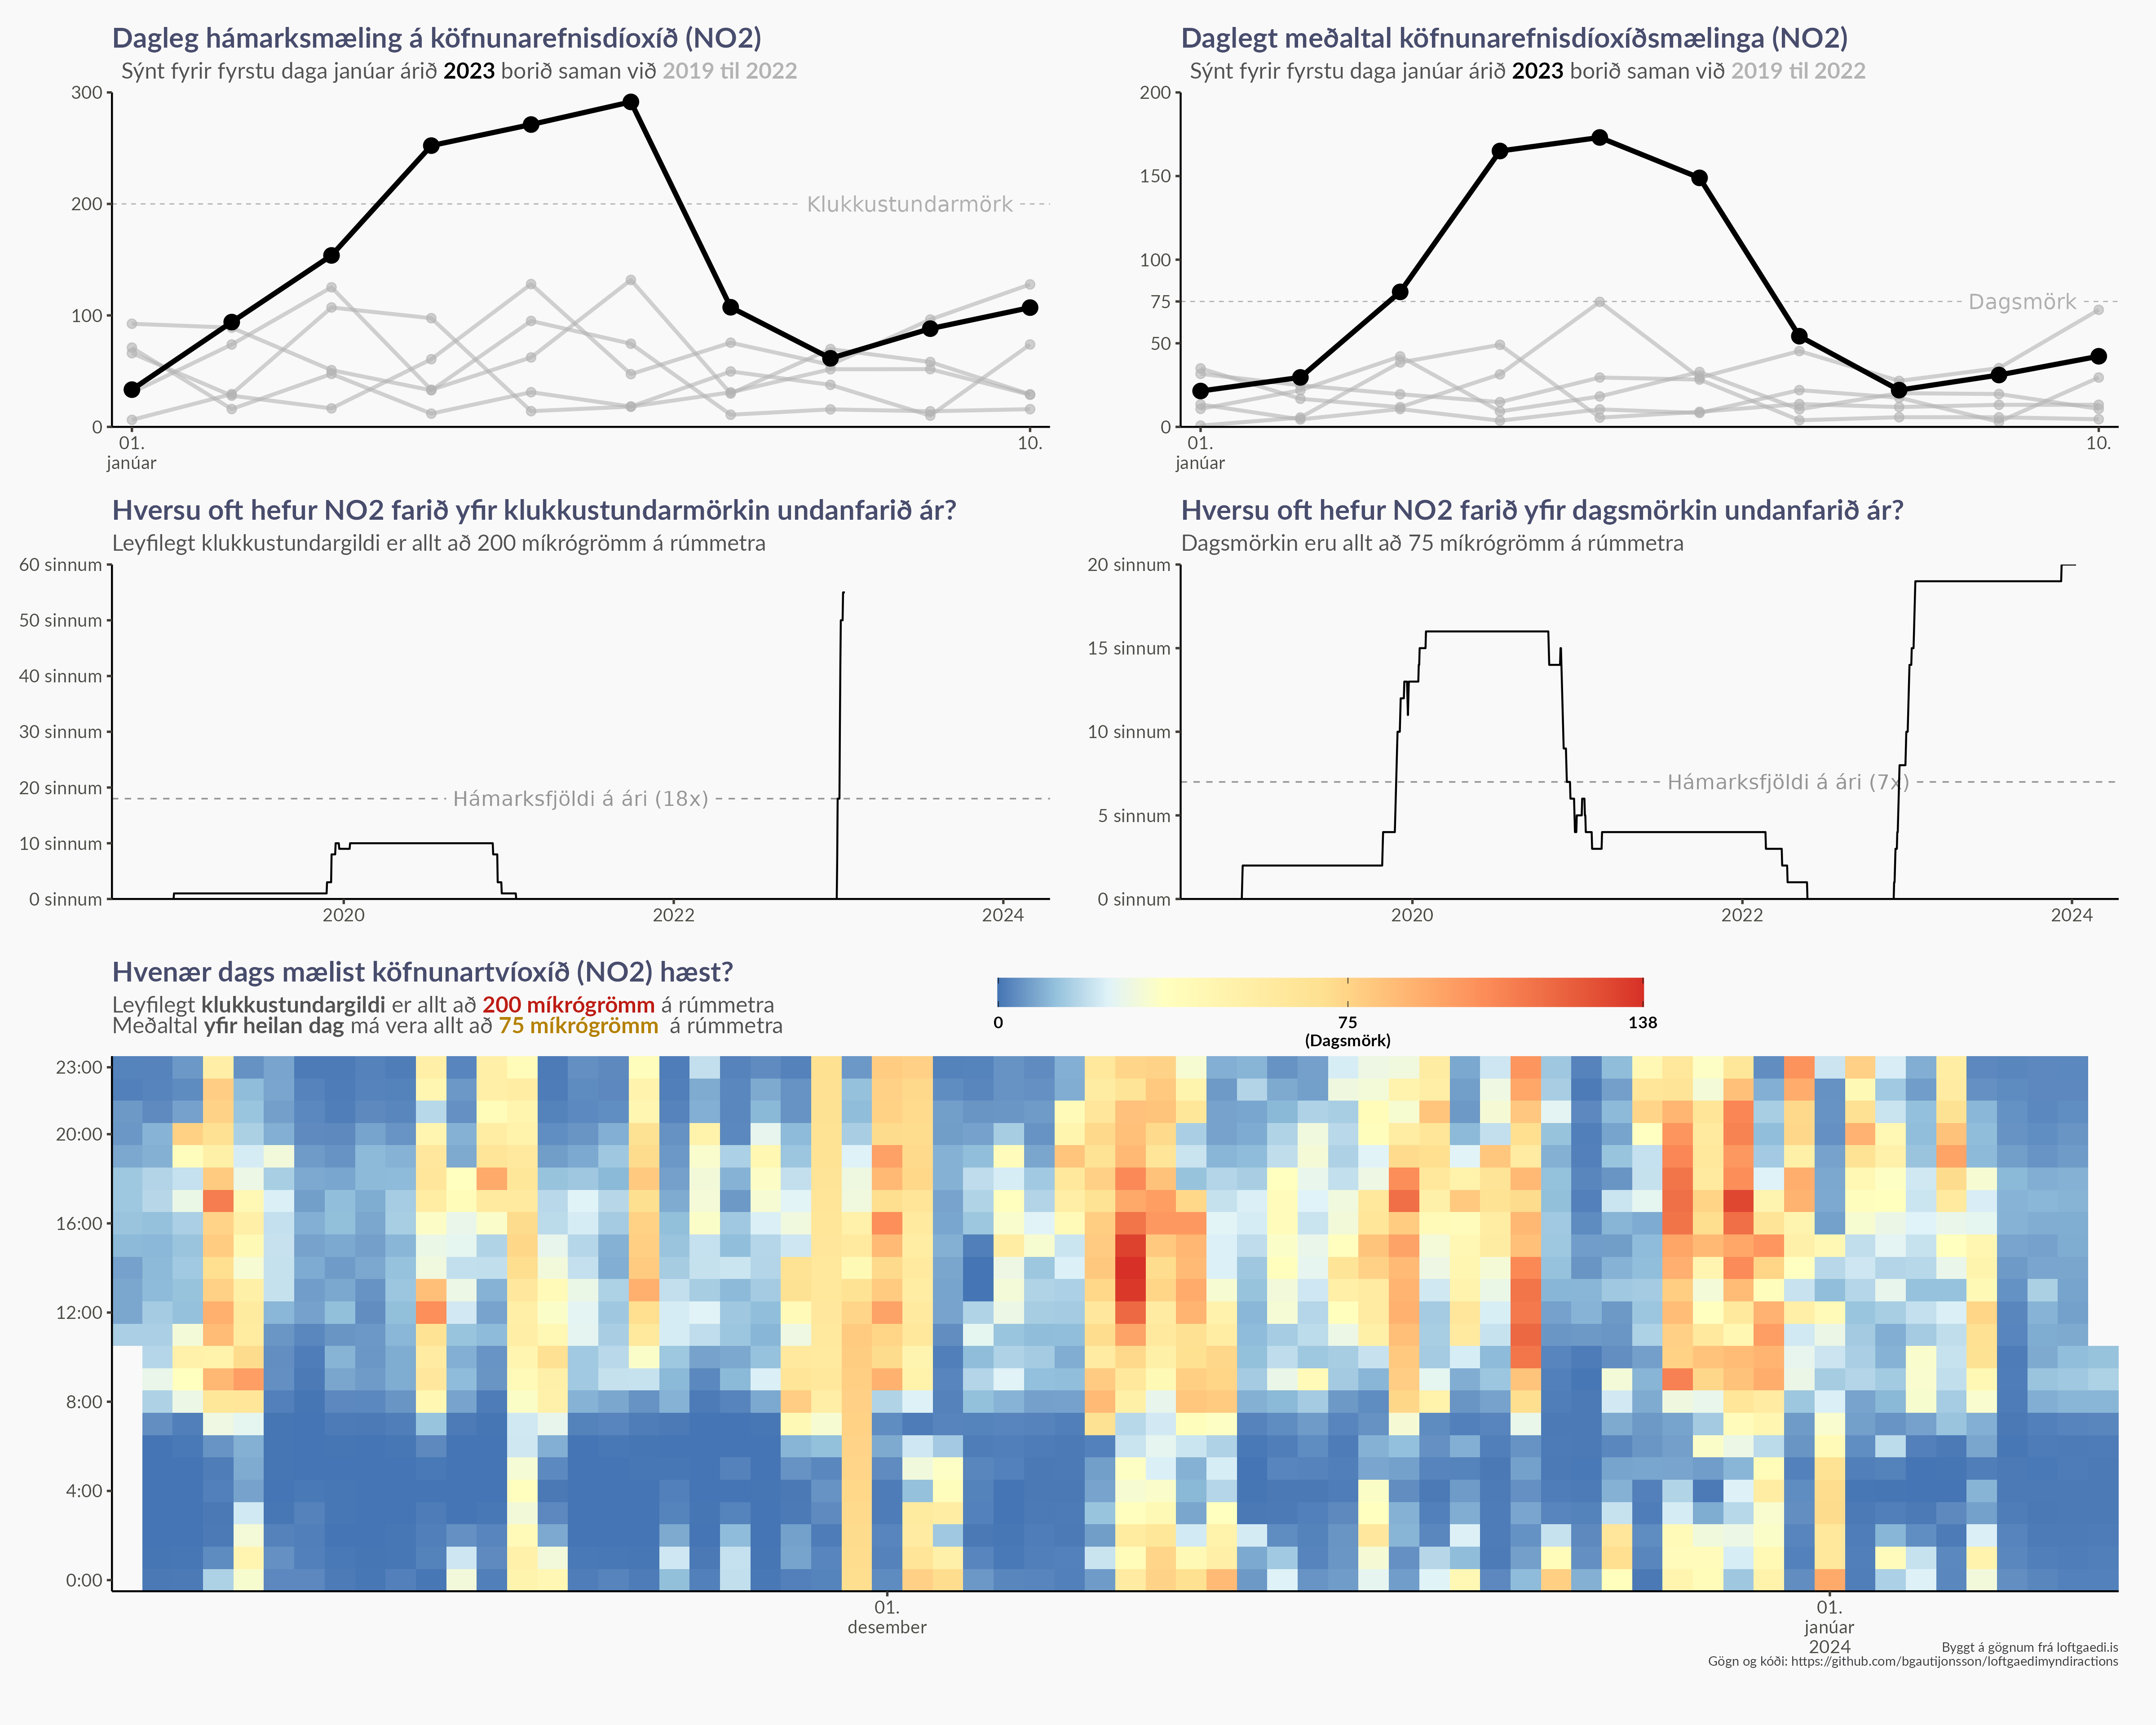 Dagleg hámarksmæling á köfnunarefnisdíoxíð (NO2)
Sýnt fyrir fyrstu daga janúar árið 2023 borið saman við 2019 til 2022
300
200
100
0
Klukkustundarmörk
01.
janúar
10.
Daglegt meðaltal köfnunarefnisdíoxíðsmælinga (NO2)
Sýnt fyrir fyrstu daga janúar árið 2023 borið saman við 2019 til 2022
200
150
100
75
50
0
Dagsmörk
01.
janúar
10.
Hversu oft hefur NO2 farið yfir klukkustundarmörkin undanfarið ár?
Leyfilegt klukkustundargildi er allt að 200 míkrógrömm á rúmmetra
60 sinnum
50 sinnum
40 sinnum
30 sinnum
20 sinnum
10 sinnum
0 sinnum
Hámarksfjöldi á ári (18x)
2020
2022
2024
Hversu oft hefur NO2 farið yfir dagsmörkin undanfarið ár?
Dagsmörkin eru allt að 75 míkrógrömm á rúmmetra
20 sinnum
15 sinnum
10 sinnum
5 sinnum
0 sinnum
Hámarksfjöldi á ári (7x)
2020
2022
2024
Hvenær dags mælist köfnunartvíoxíð (NO2) hæst?
Leyfilegt klukkustundargildi er allt að 200 míkrógrömm á rúmmetra
Meðaltal yfir heilan dag má vera allt að 75 míkrógrömm á rúmmetra
0
75
(Dagsmörk)
138
23:00
20:00
16:00
12:00
8:00
4:00
0:00
01.
desember
01.
janúar
2024
Byggt á gögnum frá loftgaedi.is
Gögn og kóði: https://github.com/bgautijonsson/loftgaedimyndiractions